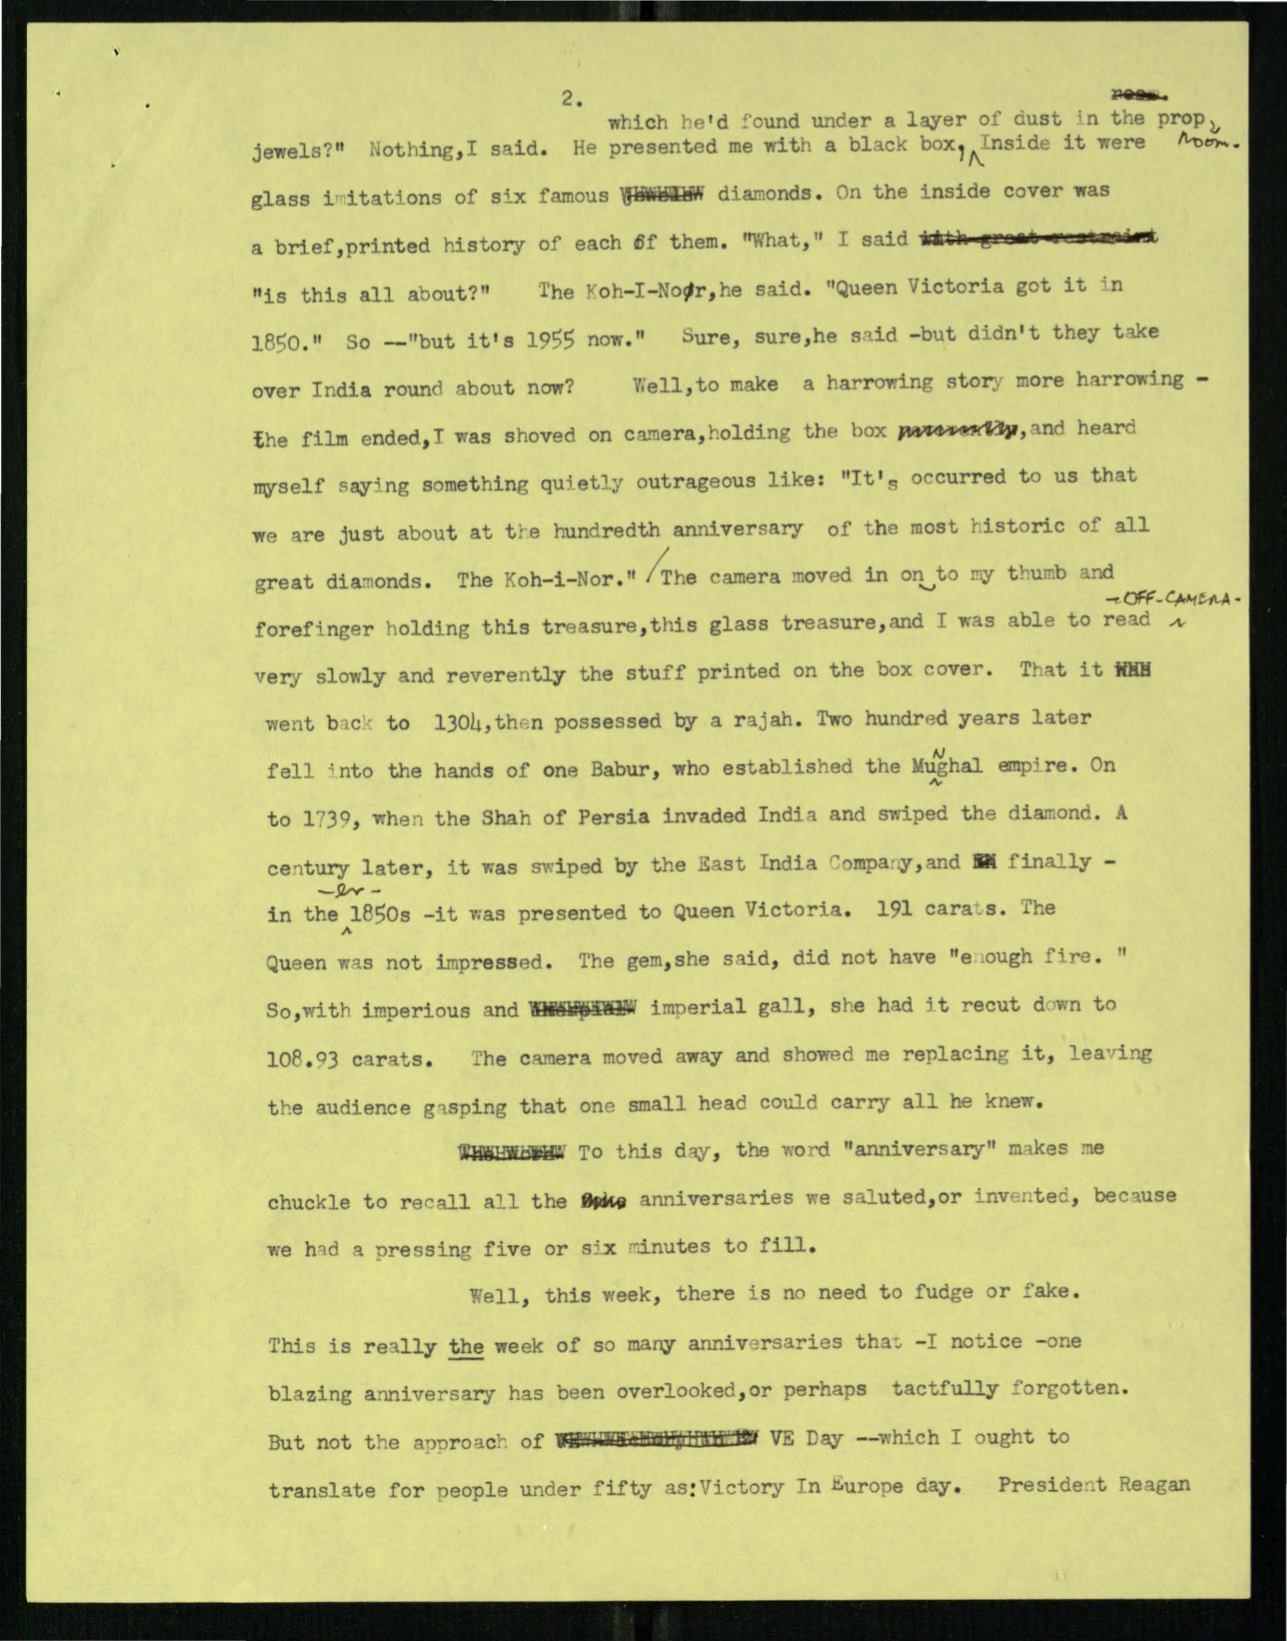 2.
room.
which he'd found under a layer of dust in the prop
jewels?" Nothing,I said. He presented me with a black box, Inside it were room.
glass imitations of six famous diamonds. On the inside cover was
a brief,printed history of each of them. "What," I said with great restraint
"is this all about?" The Koh-I-Nor,he said. "Queen Victoria got it in
1850." So --"but it's 1955 now." Sure, sure,he said -but didn't they take
over India round about now? Well,to make a harrowing story more harrowing -
the film ended,I was shoved on camera,holding the box ,and heard
myself saying something quietly outrageous like: "It's occurred to us that
we are just about at the hundredth anniversary of the most historic of all
great diamonds. The Koh-i-Nor." / The camera moved in on to my thumb and
- OFF-CAMERA -
forefinger holding this treasure,this glass treasure,and I was able to read
very slowly and reverently the stuff printed on the box cover. That it
went back to 1304,then possessed by a rajah. Two hundred years later
fell into the hands of one Babur, who established the Mughal empire. On
to 1739, when the Shah of Persia invaded India and swiped the diamond. A
century later, it was swiped by the East India Company,and finally -
-er-
in the 1850s -it was presented to Queen Victoria. 191 carats. The
Queen was not impressed. The gem,she said, did not have "enough fire. "
So,with imperious and imperial gall, she had it recut down to
108.93 carats. The camera moved away and showed me replacing it, leaving
the audience gasping that one small head could carry all he knew.
To this day, the word "anniversary" makes me
chuckle to recall all the anniversaries we saluted,or invented, because
we had a pressing five or six minutes to fill.
Well, this week, there is no need to fudge or fake.
This is really the week of so many anniversaries that -I notice -one
blazing anniversary has been overlooked,or perhaps tactfully forgotten.
But not the approach of VE Day --which I ought to
translate for people under fifty as:Victory In Europe day. President Reagan